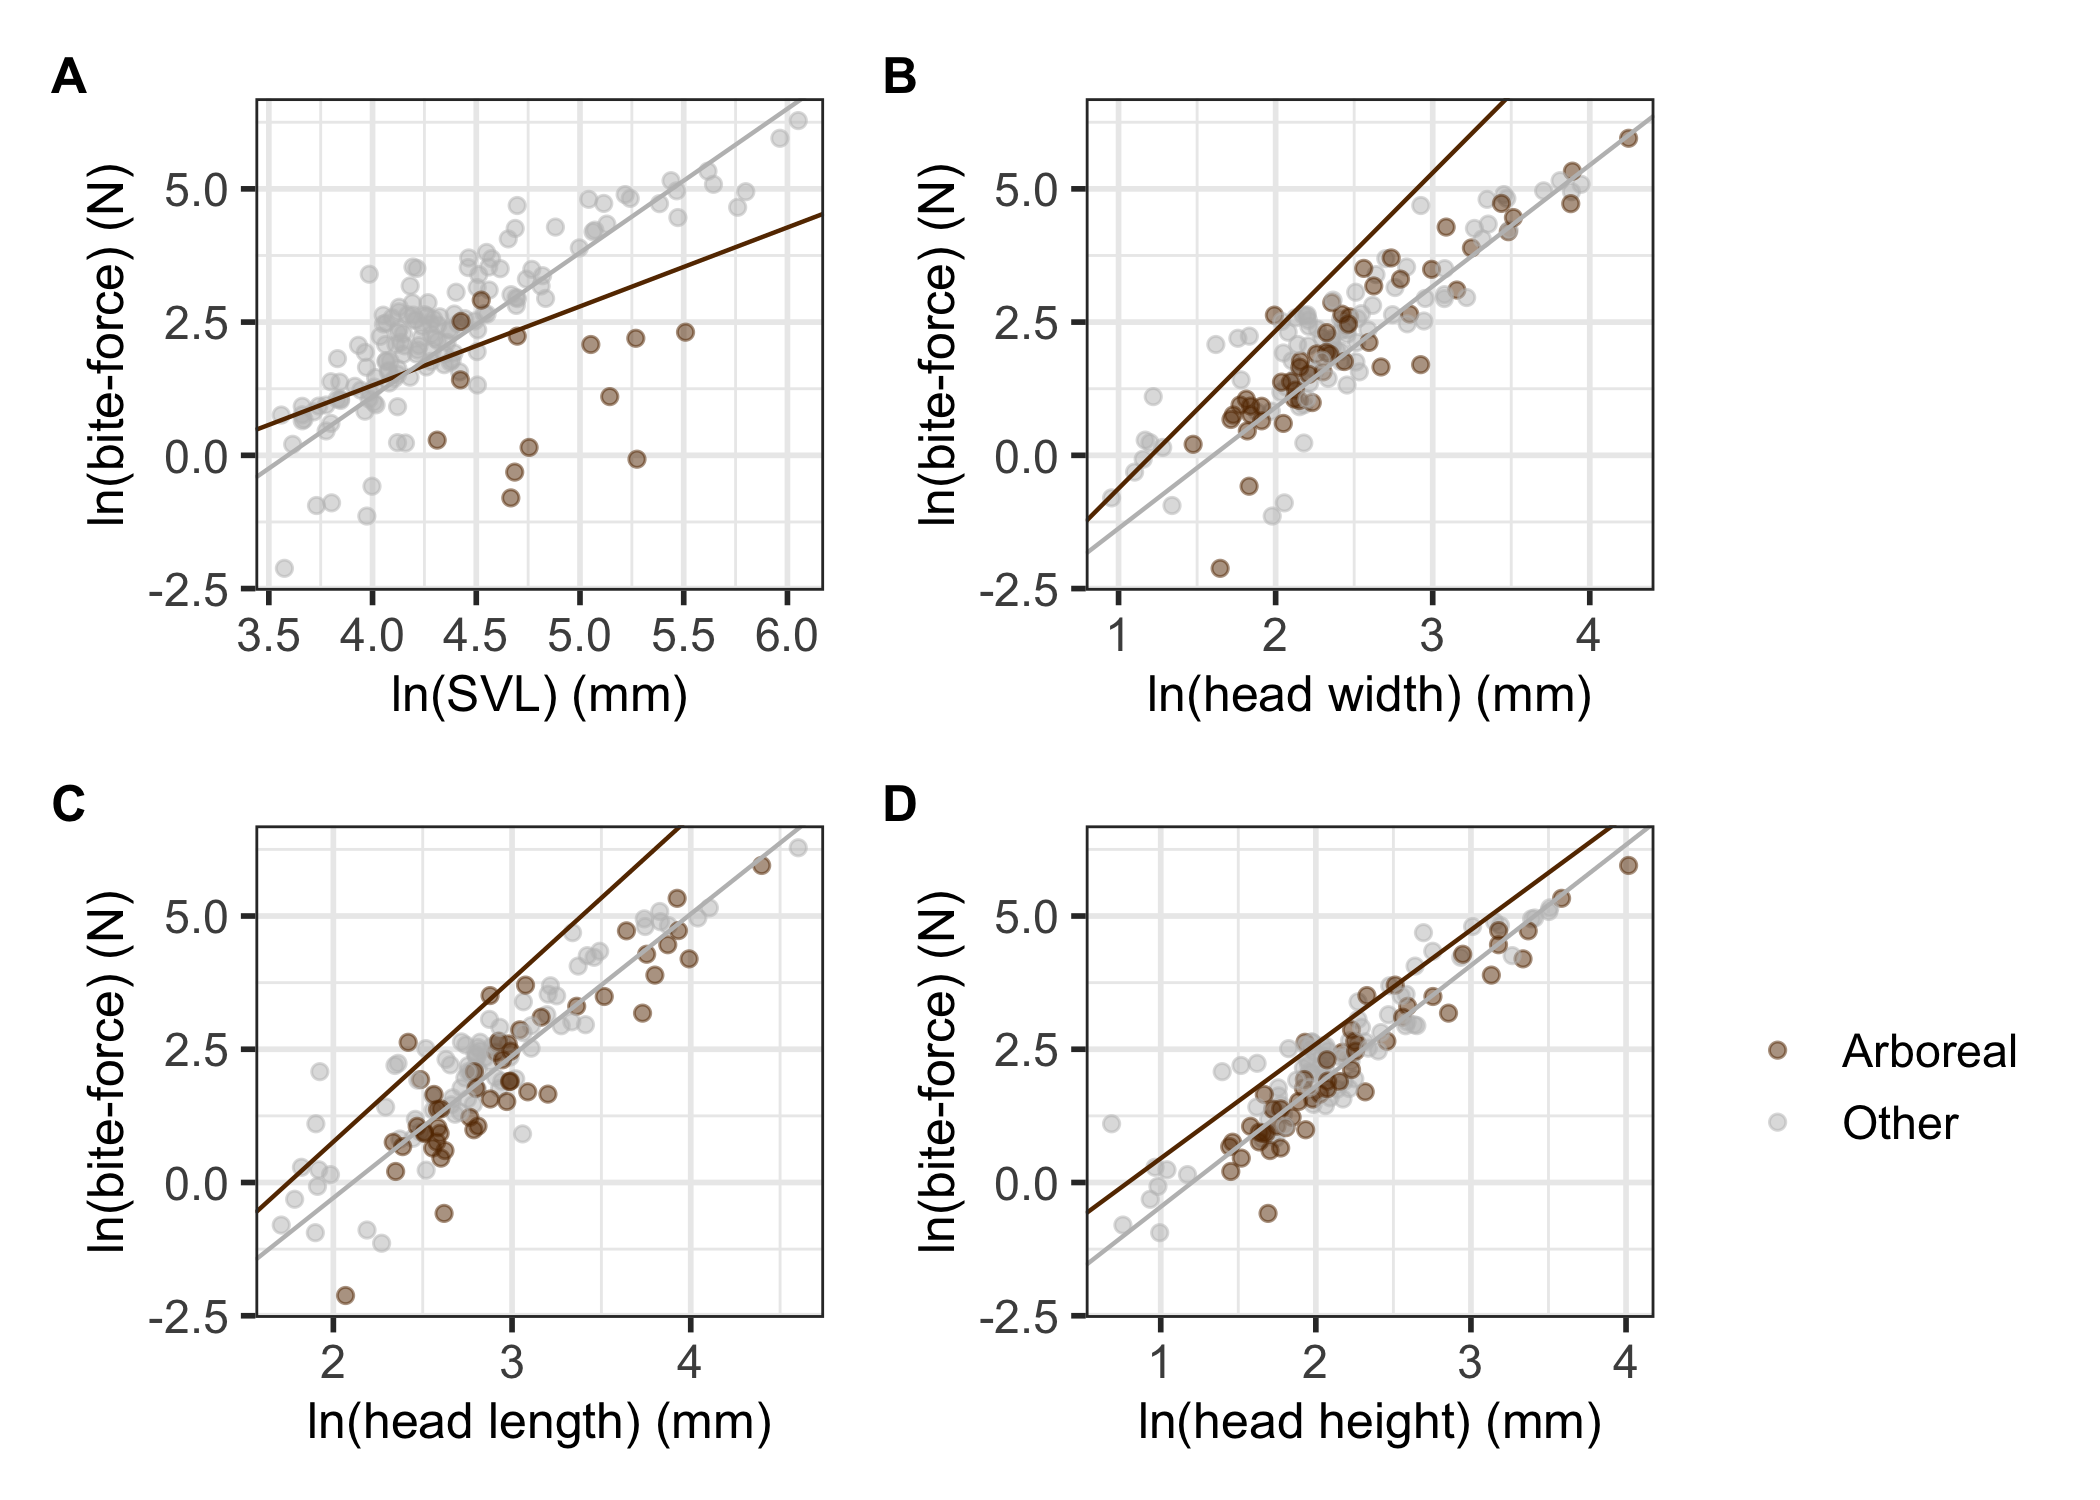 A
B
ln(bite-force) (N)
5.0
2.5
0.0
-2.5
3.5 4.0 4.5 5.0 5.5 6.0
ln(SVL) (mm)
ln(bite-force) (N)
5.0
2.5
0.0
-2.5
1 2 3 4
ln(head width) (mm)
C
D
ln(bite-force) (N)
5.0
2.5
0.0
-2.5
2 3 4
ln(head length) (mm)
ln(bite-force) (N)
5.0
2.5
0.0
-2.5
1 2 3 4
ln(head height) (mm)
Arboreal
Other